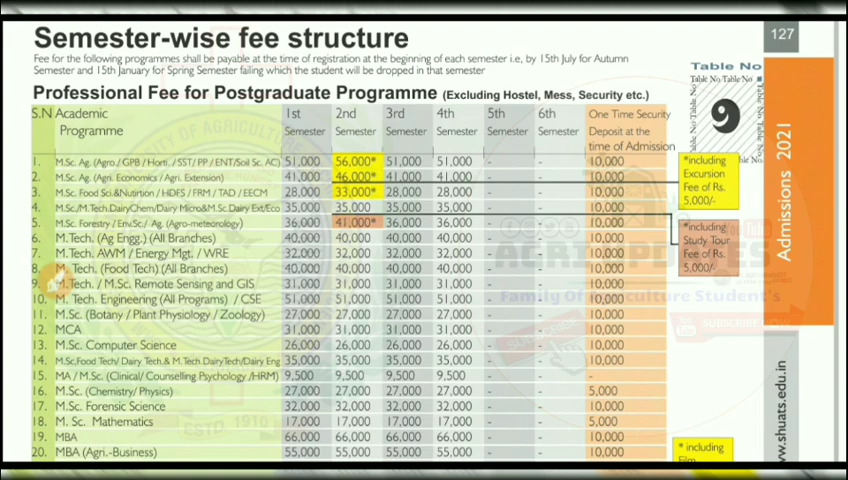 127
Semester-wise fee structure
Fee for the following programmes shall be payable at the time of registration at the beginning of each semester i.e, by 15th July for Autumn
Semester and 15th January for Spring Semester failing which the student will be dropped in that semester
Table No
Table No Table No
9
Professional Fee for Postgraduate Programme (Excluding Hostel, Mess, Security etc.)
S.N Academic Programme 1st Semester 2nd Semester 3rd Semester 4th Semester 5th Semester 6th Semester One Time Security Deposit at the time of Admission
1. M.Sc. Ag. (Agro / GPB / Horti. / SST / PP / ENT/Soil Sc. AC) 51,000 56,000* 51,000 51,000 - - 10,000
2. M.Sc. Ag. (Agri. Economics / Agri. Extension) 41,000 46,000* 41,000 41,000 - - 10,000
3. M.Sc. Food Sci.&Nutirtion / HDFS / FRM / TAD / EECM 28,000 33,000* 28,000 28,000 - - 10,000
4. M.Sc./M.Tech.DairyChem/Dairy Micro&M.Sc.Dairy Ext/Eco 35,000 35,000 35,000 35,000 - - 10,000
5. M.Sc. Forestry / Env.Sc./ Ag. (Agro-meteorology) 36,000 41,000* 36,000 36,000 - - 10,000
6. M.Tech. (Ag Engg.) (All Branches) 40,000 40,000 40,000 40,000 - - 10,000
7. M.Tech. AWM / Energy Mgt. / WRE 32,000 32,000 32,000 32,000 - - 10,000
8. M.Tech. (Food Tech) (All Branches) 40,000 40,000 40,000 40,000 - - 10,000
9. M.Tech. / M.Sc. Remote Sensing and GIS 31,000 31,000 31,000 31,000 - - 10,000
10. M. Tech. Engineering (All Programs) / CSE 51,000 51,000 51,000 51,000 - - 10,000
11. M.Sc. (Botany / Plant Physiology / Zoology) 27,000 27,000 27,000 27,000 - - 10,000
12. MCA 31,000 31,000 31,000 31,000 - - 10,000
13. M.Sc. Computer Science 26,000 26,000 26,000 26,000 - - 10,000
14. M.Sc.Food Tech/ Dairy Tech.& M. Tech.DairyTech/Dairy Eng 35,000 35,000 35,000 35,000 - - 10,000
15. MA / M.Sc. (Clinical/ Counselling Psychology /HRM) 9,500 9,500 9,500 9,500 - - -
16. M.Sc. (Chemistry/ Physics) 27,000 27,000 27,000 27,000 - - 5,000
17. M.Sc. Forensic Science 32,000 32,000 32,000 32,000 - - 10,000
18. M. Sc. Mathematics 17,000 17,000 17,000 17,000 - - 5,000
19. MBA 66,000 66,000 66,000 66,000 - - 10,000
20. MBA (Agri.-Business) 55,000 55,000 55,000 55,000 - - 10,000
*including
Excursion
Fee of Rs.
5,000/-
*including
Study Tour
Fee of Rs.
5,000/-
* including
Film
Admissions 2021
www.shuats.edu.in
AGRI UPDATES
Family Of Agriculture Student's
SUBSCRIBE
SUBSCRIBE
ESTD. 1910